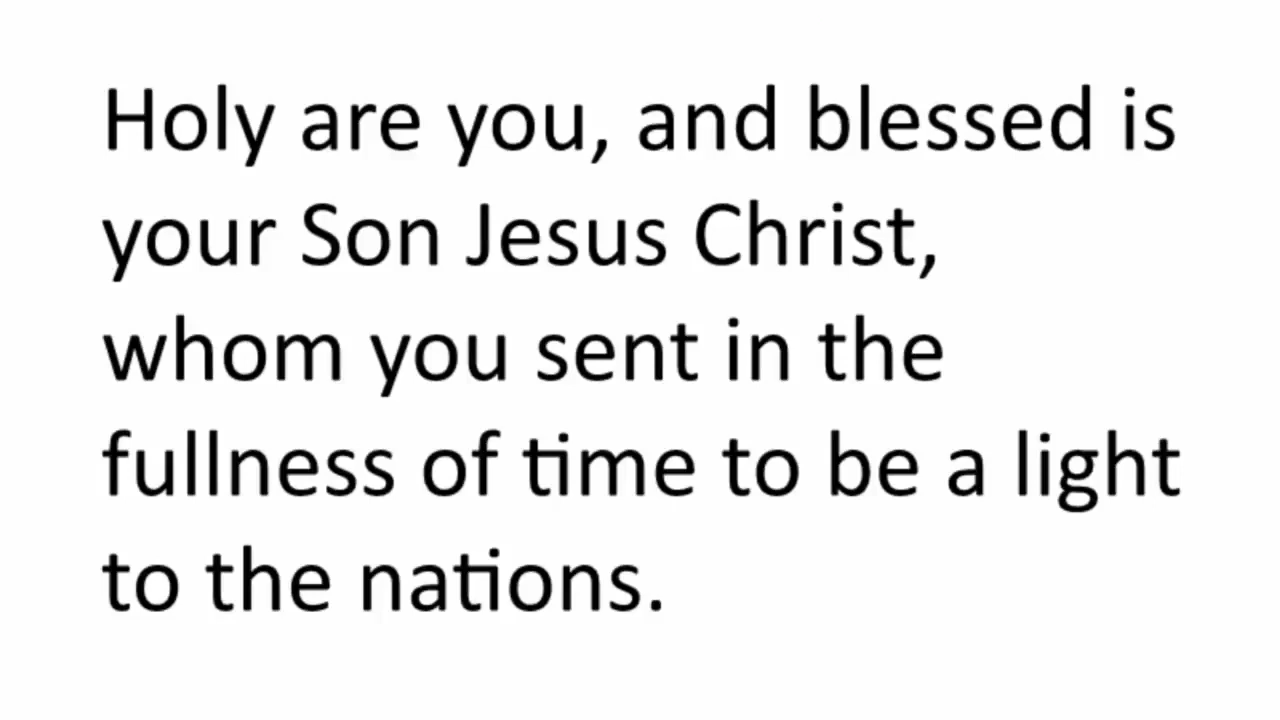 Holy are you, and blessed is
your Son Jesus Christ,
whom you sent in the
fullness of time to be a light
to the nations.